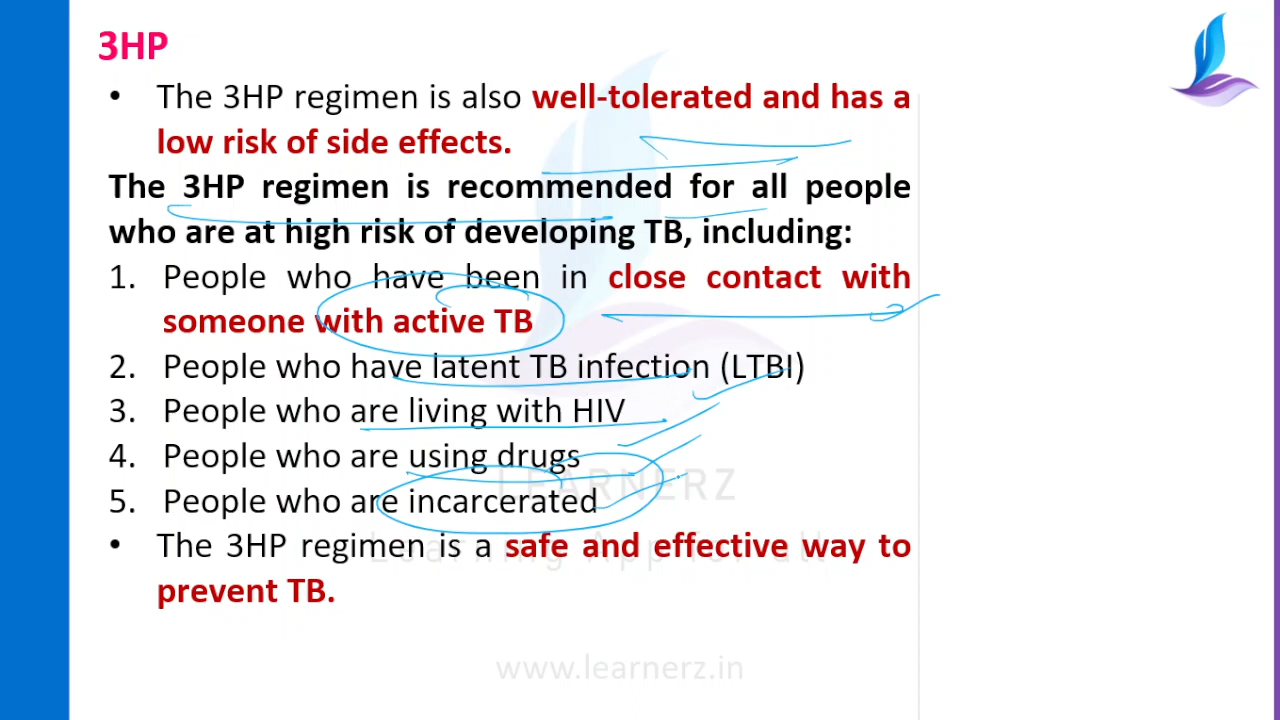 3HP
• The 3HP regimen is also well-tolerated and has a
low risk of side effects.
The 3HP regimen is recommended for all people
who are at high risk of developing TB, including:
1. People who have been in close contact with
someone with active TB
2. People who have latent TB infection (LTBI)
3. People who are living with HIV
4. People who are using drugs
LEARNERZ
5. People who are incarcerated
• The 3HP regimen is a safe and effective way to
Learning App for all
prevent TB.
www.learnerz.in